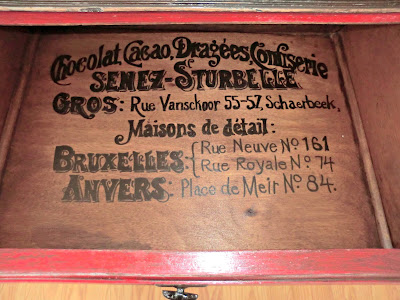 Chocolat, Cacao, Dragées, Confiserie
SENEZ-STURBELLE
GROS: Rue Vanschoor 55-57, Schaerbeek,
Maisons de détail:
BRUXELLES: { Rue Neuve No. 161
Rue Royale No. 74
ANVERS: Place de Meir No. 84.